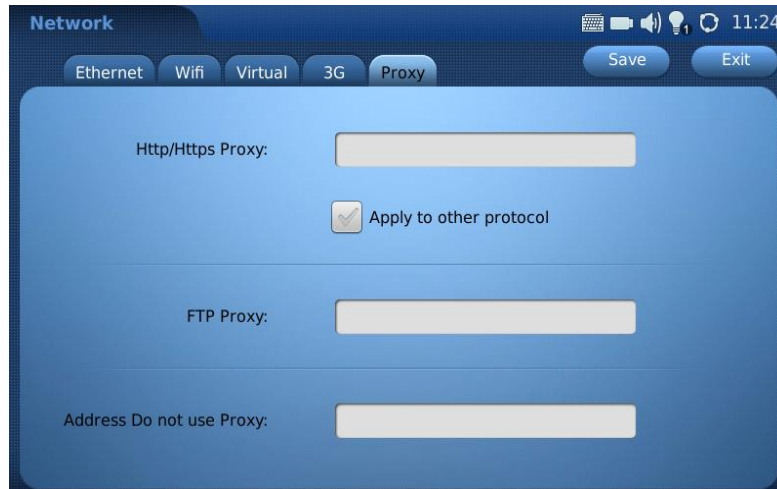 Network 1 11:24
Save Exit
Ethernet Wifi Virtual 3G Proxy
Http/Https Proxy:
Apply to other protocol
FTP Proxy:
Address Do not use Proxy: